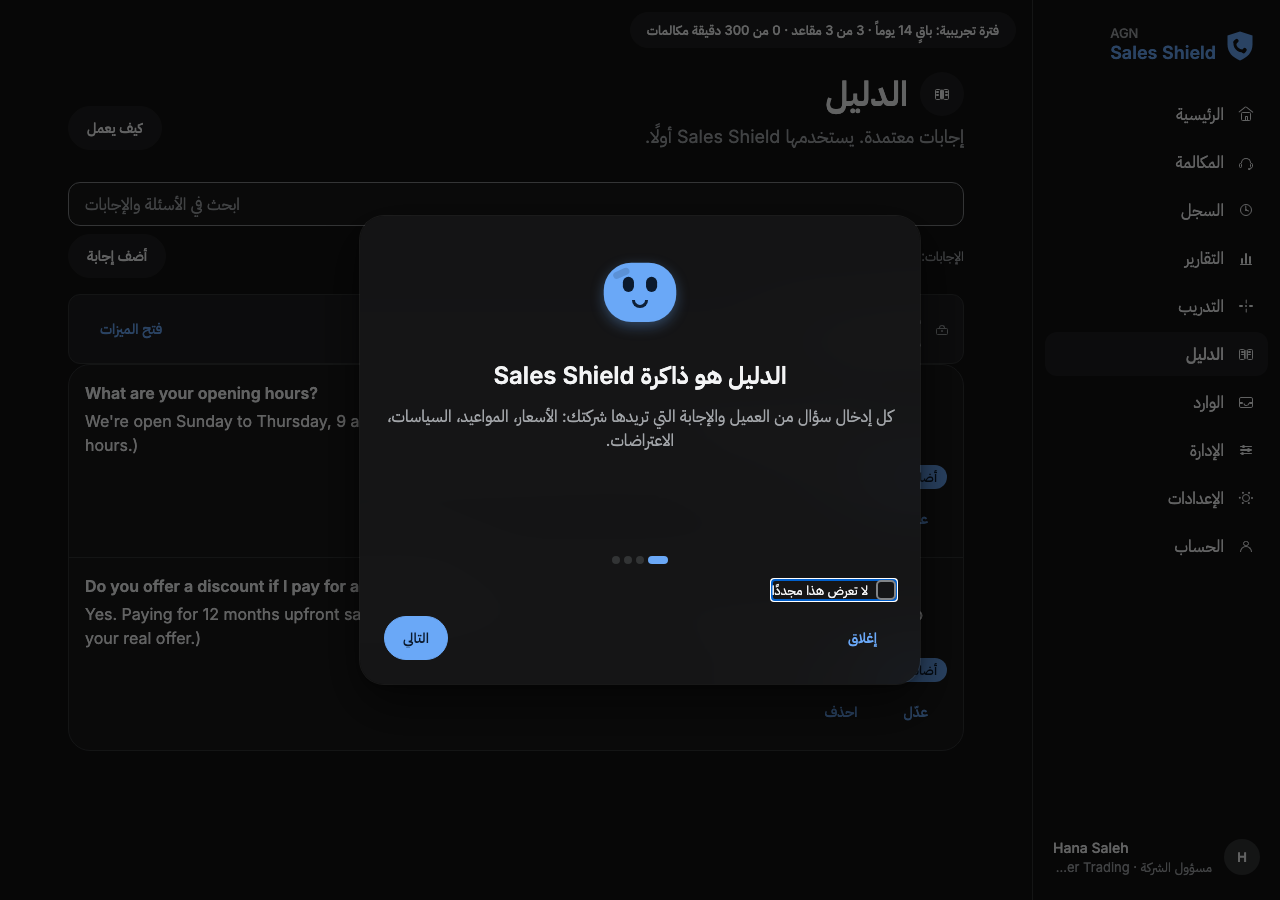 فترة تجريبية: باقٍ 14 يوماً · 3 من 3 مقاعد · 0 من 300 دقيقة مكالمات
AGN
Sales Shield
الرئيسية
المكالمة
السجل
التقارير
التدريب
الدليل
الوارد
الإدارة
الإعدادات
الحساب
Hana Saleh
مسؤول الشركة · er Trading...
H
الدليل
إجابات معتمدة. يستخدمها Sales Shield أولًا.
كيف يعمل
ابحث في الأسئلة والإجابات
الإجابات:
أضف إجابة
فتح الميزات
What are your opening hours?
We're open Sunday to Thursday, 9 a
hours.)
Do you offer a discount if I pay for a
Yes. Paying for 12 months upfront sa
your real offer.)
عدّل
احذف
الدليل هو ذاكرة Sales Shield
كل إدخال سؤال من العميل والإجابة التي تريدها شركتك: الأسعار، المواعيد، السياسات،
الاعتراضات.
لا تعرض هذا مجددًا
إغلاق
التالي